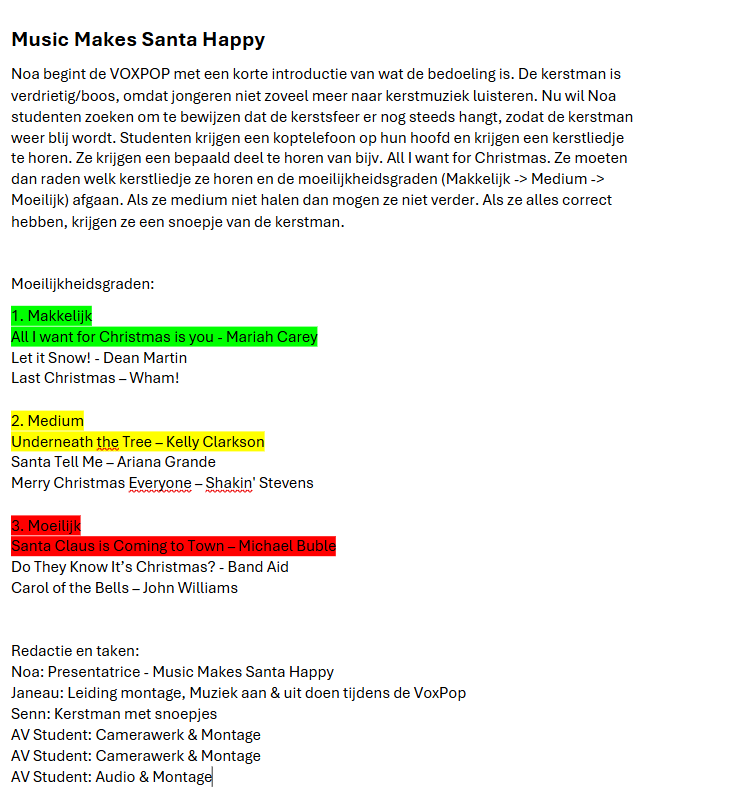 Music Makes Santa Happy
Noa begint de VOXPOP met een korte introductie van wat de bedoeling is. De kerstman is
verdrietig/boos, omdat jongeren niet zoveel meer naar kerstmuziek luisteren. Nu wil Noa
studenten zoeken om te bewijzen dat de kerstsfeer er nog steeds hangt, zodat de kerstman
weer blij wordt. Studenten krijgen een koptelefoon op hun hoofd en krijgen een kerstliedje
te horen. Ze krijgen een bepaald deel te horen van bijv. All I want for Christmas. Ze moeten
dan raden welk kerstliedje ze horen en de moeilijkheidsgraden (Makkelijk -> Medium ->
Moeilijk) afgaan. Als ze medium niet halen dan mogen ze niet verder. Als ze alles correct
hebben, krijgen ze een snoepje van de kerstman.
Moeilijkheidsgraden:
1. Makkelijk
All I want for Christmas is you - Mariah Carey
Let it Snow! - Dean Martin
Last Christmas – Wham!
2. Medium
Underneath the Tree – Kelly Clarkson
Santa Tell Me – Ariana Grande
Merry Christmas Everyone – Shakin' Stevens
3. Moeilijk
Santa Claus is Coming to Town – Michael Buble
Do They Know It’s Christmas? - Band Aid
Carol of the Bells – John Williams
Redactie en taken:
Noa: Presentatrice - Music Makes Santa Happy
Janeau: Leiding montage, Muziek aan & uit doen tijdens de VoxPop
Senn: Kerstman met snoepjes
AV Student: Camerawerk & Montage
AV Student: Camerawerk & Montage
AV Student: Audio & Montage